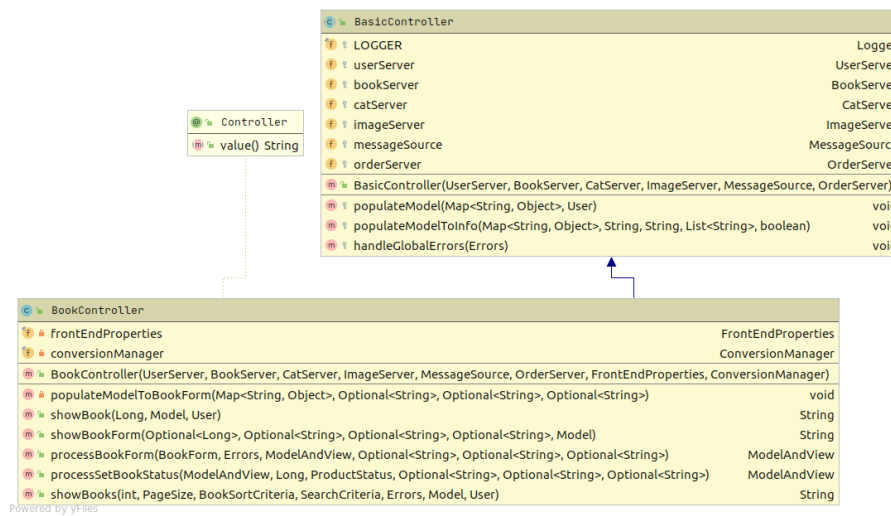 BasicController
LOGGER Logge
userServer UserServe
bookServer BookServe
catServer CatServe
imageServer ImageServe
messageSource MessageSourc
orderServer OrderServe
BasicController(UserServer, BookServer, CatServer, ImageServer, MessageSource, OrderServer)
populateModel(Map<String, Object>, User) voi
populateModelToInfo(Map<String, Object>, String, String, List<String>, boolean) voi
handleGlobalErrors(Errors) voi
Controller
value() String
BookController
frontEndProperties FrontEndProperties
conversionManager ConversionManager
BookController(UserServer, BookServer, CatServer, ImageServer, MessageSource, OrderServer, FrontEndProperties, ConversionManager)
populateModelToBookForm(Map<String, Object>, Optional<String>, Optional<String>, Optional<String>) void
showBook(Long, Model, User) String
showBookForm(Optional<Long>, Optional<String>, Optional<String>, Optional<String>, Model) String
processBookForm(BookForm, Errors, ModelAndView, Optional<String>, Optional<String>, Optional<String>) ModelAndView
processSetBookStatus(ModelAndView, Long, ProductStatus, Optional<String>, Optional<String>, Optional<String>) ModelAndView
showBooks(int, PageSize, BookSortCriteria, SearchCriteria, Errors, Model, User) String
Powered by yFiles